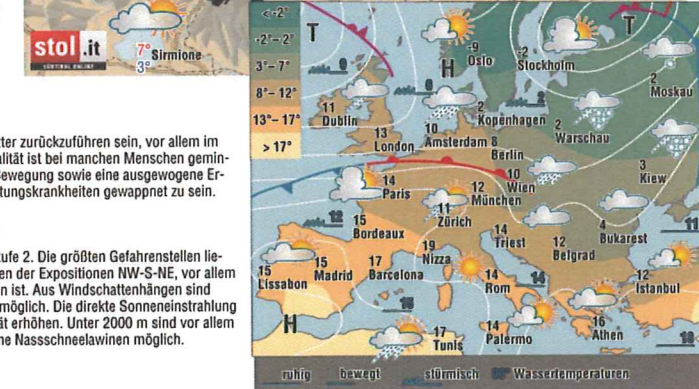 stol.it
SÜDTIROL ONLINE
7° Sirmione
3°
tter zurückzuführen sein, vor allem im
alität ist bei manchen Menschen gemin-
Bewegung sowie eine ausgewogene Er-
tungskrankheiten gewappnet zu sein.
tufe 2. Die größten Gefahrenstellen lie-
en der Expositionen NW-S-NE, vor allem
n ist. Aus Windschattenhängen sind
möglich. Die direkte Sonneneinstrahlung
ät erhöhen. Unter 2000 m sind vor allem
ne Nassschneelawinen möglich.
< -2°
-2°– 2°
3°– 7°
8°– 12°
13°– 17°
> 17°
T
T
H
H
-9
Oslo
-2
Stockholm
2
Moskau
11
Dublin
13
London
10
Amsterdam
2
Kopenhagen
8
Berlin
2
Warschau
3
Kiew
14
Paris
12
München
10
Wien
11
Zürich
15
Bordeaux
14
Triest
12
Belgrad
4
Bukarest
19
Nizza
15
Lissabon
15
Madrid
17
Barcelona
14
Rom
12
Istanbul
17
Tunis
14
Palermo
16
Athen
2
12
14
11
ruhig bewegt stürmisch Wassertemperaturen